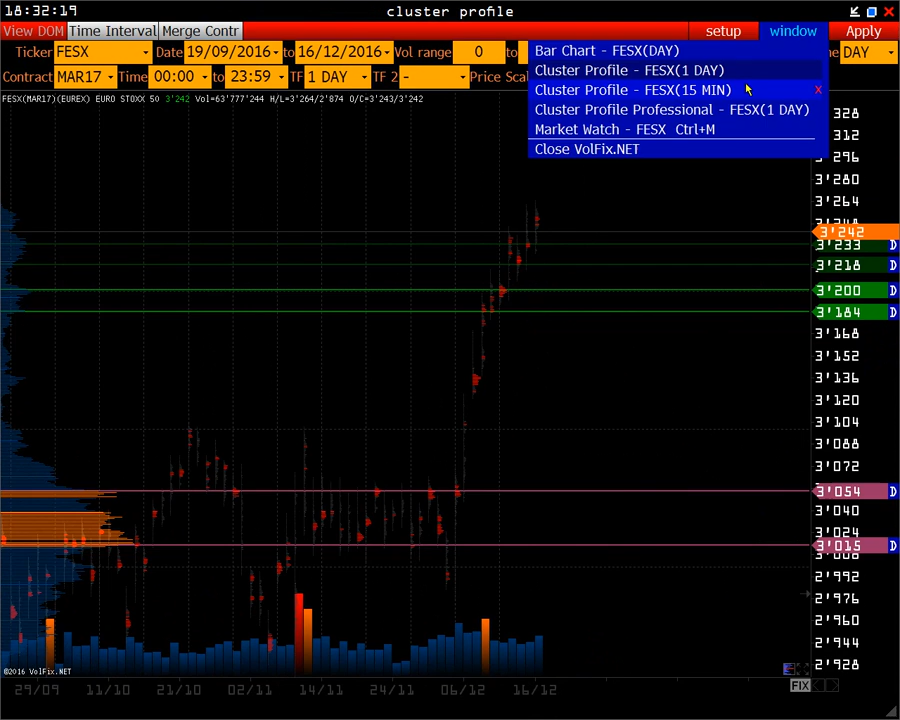 18:32:19 cluster profile
View DOM Time Interval Merge Contr setup window Apply
Ticker FESX Date 19/09/2016 to 16/12/2016 Vol range 0 to DAY
Contract MAR17 Time 00:00 to 23:59 TF 1 DAY TF 2 - Price Scal
Bar Chart - FESX(DAY)
Cluster Profile - FESX(1 DAY)
Cluster Profile - FESX(15 MIN) x
Cluster Profile Professional - FESX(1 DAY)
Market Watch - FESX Ctrl+M
Close VolFix.NET
FESX(MAR17)(EUREX) EURO STOXX 50 3'242 Vol=63'777'244 H/L=3'264/2'874 O/C=3'243/3'242
328
312
296
3'280
3'264
3'242
3'233 D
3'218 D
3'200 D
3'184 D
3'168
3'152
3'136
3'120
3'104
3'088
3'072
3'054 D
3'040
3'024
3'015 D
3'008
2'992
2'976
2'960
2'944
2'928
©2016 VolFix.NET
29/09 11/10 21/10 02/11 14/11 24/11 06/12 16/12
FIX